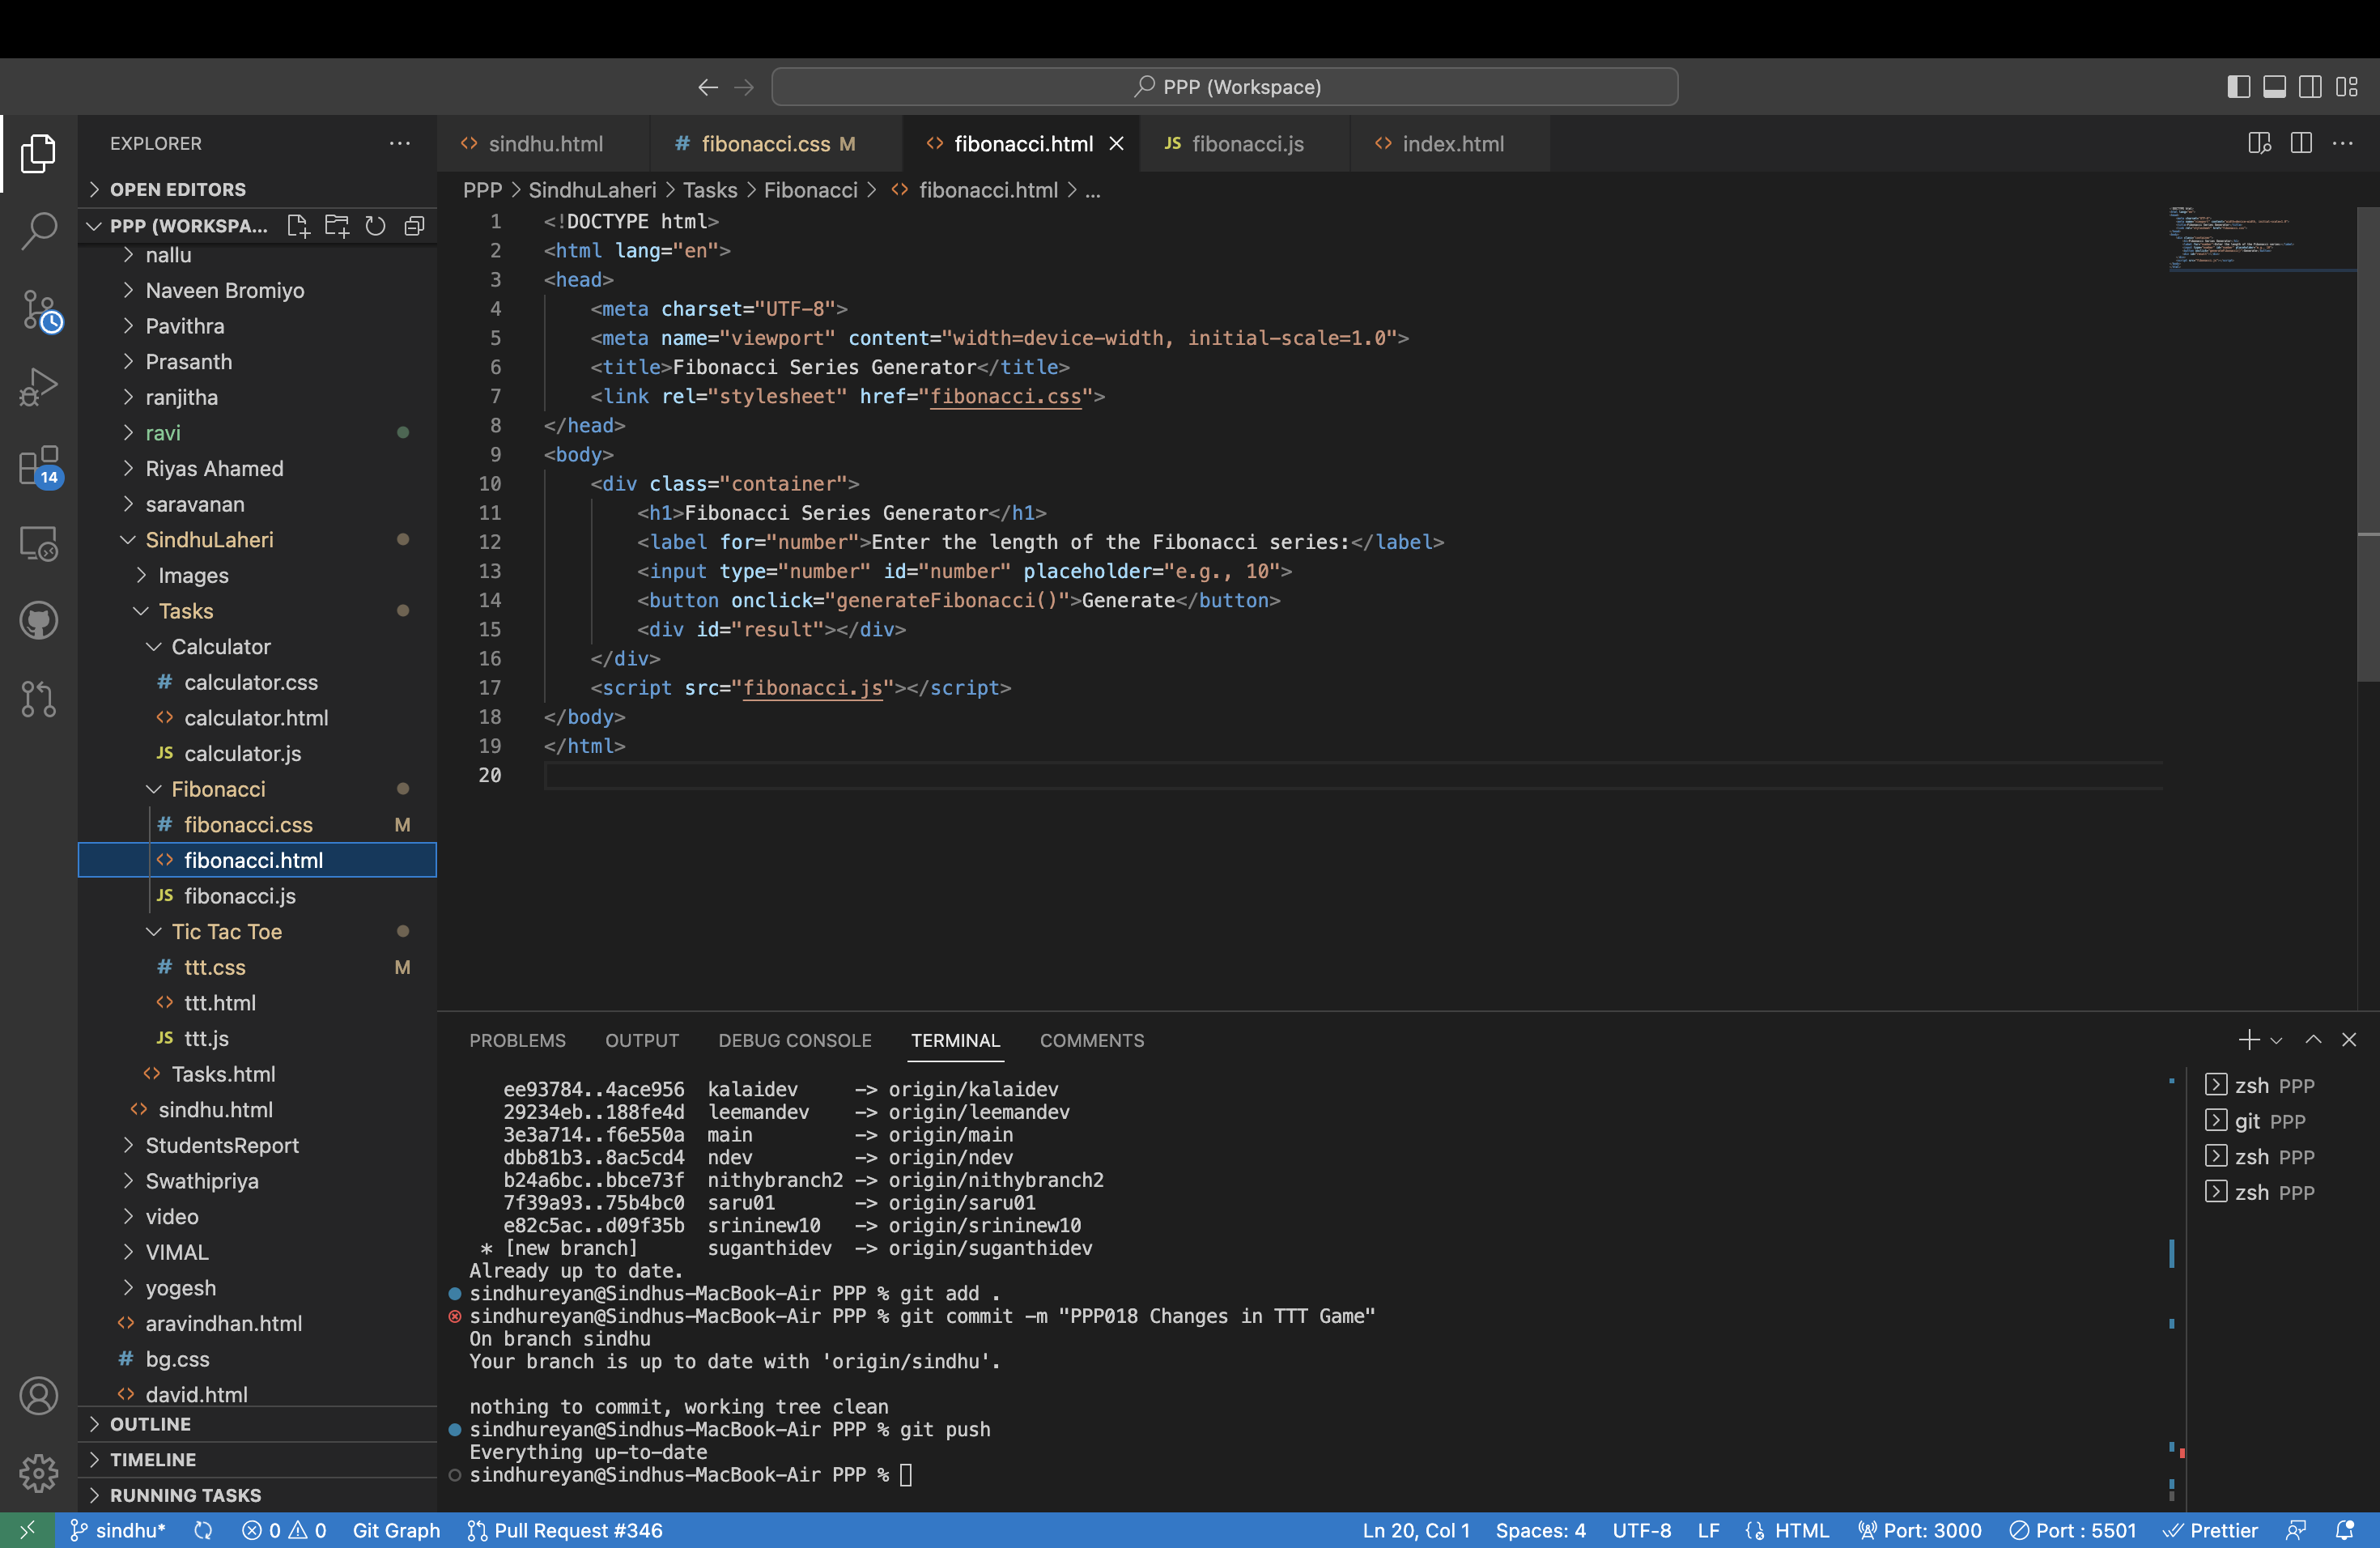 PPP (Workspace)
EXPLORER
OPEN EDITORS
PPP (WORKSPA...
nallu
Naveen Bromiyo
Pavithra
Prasanth
ranjitha
ravi
Riyas Ahamed
saravanan
SindhuLaheri
Images
Tasks
Calculator
# calculator.css
<> calculator.html
JS calculator.js
Fibonacci
# fibonacci.css M
<> fibonacci.html
JS fibonacci.js
Tic Tac Toe
# ttt.css M
<> ttt.html
JS ttt.js
<> Tasks.html
<> sindhu.html
StudentsReport
Swathipriya
video
VIMAL
yogesh
<> aravindhan.html
# bg.css
<> david.html
OUTLINE
TIMELINE
RUNNING TASKS
14
<> sindhu.html # fibonacci.css M <> fibonacci.html JS fibonacci.js <> index.html
PPP > SindhuLaheri > Tasks > Fibonacci > <> fibonacci.html > ...
1 <!DOCTYPE html>
2 <html lang="en">
3 <head>
4 <meta charset="UTF-8">
5 <meta name="viewport" content="width=device-width, initial-scale=1.0">
6 <title>Fibonacci Series Generator</title>
7 <link rel="stylesheet" href="fibonacci.css">
8 </head>
9 <body>
10 <div class="container">
11 <h1>Fibonacci Series Generator</h1>
12 <label for="number">Enter the length of the Fibonacci series:</label>
13 <input type="number" id="number" placeholder="e.g., 10">
14 <button onclick="generateFibonacci()">Generate</button>
15 <div id="result"></div>
16 </div>
17 <script src="fibonacci.js"></script>
18 </body>
19 </html>
20
PROBLEMS OUTPUT DEBUG CONSOLE TERMINAL COMMENTS
ee93784..4ace956 kalaidev -> origin/kalaidev
29234eb..188fe4d leemandev -> origin/leemandev
3e3a714..f6e550a main -> origin/main
dbb81b3..8ac5cd4 ndev -> origin/ndev
b24a6bc..bbce73f nithybranch2 -> origin/nithybranch2
7f39a93..75b4bc0 saru01 -> origin/saru01
e82c5ac..d09f35b srininew10 -> origin/srininew10
* [new branch] suganthidev -> origin/suganthidev
Already up to date.
sindhureyan@Sindhus-MacBook-Air PPP % git add .
sindhureyan@Sindhus-MacBook-Air PPP % git commit -m "PPP018 Changes in TTT Game"
On branch sindhu
Your branch is up to date with 'origin/sindhu'.
nothing to commit, working tree clean
sindhureyan@Sindhus-MacBook-Air PPP % git push
Everything up-to-date
sindhureyan@Sindhus-MacBook-Air PPP %
zsh PPP
git PPP
zsh PPP
zsh PPP
sindhu* 0 0 Git Graph Pull Request #346 Ln 20, Col 1 Spaces: 4 UTF-8 LF HTML Port: 3000 Port : 5501 Prettier